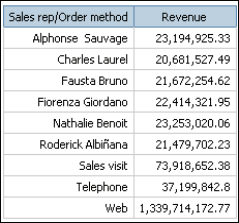 Sales rep/Order method Revenue
Alphonse Sauvage 23,194,925.33
Charles Laurel 20,681,527.49
Fausta Bruno 21,672,254.62
Fiorenza Giordano 22,414,321.95
Nathalie Benoit 23,253,020.06
Roderick Albiñana 21,479,702.23
Sales visit 73,918,652.38
Telephone 37,199,842.8
Web 1,339,714,172.77